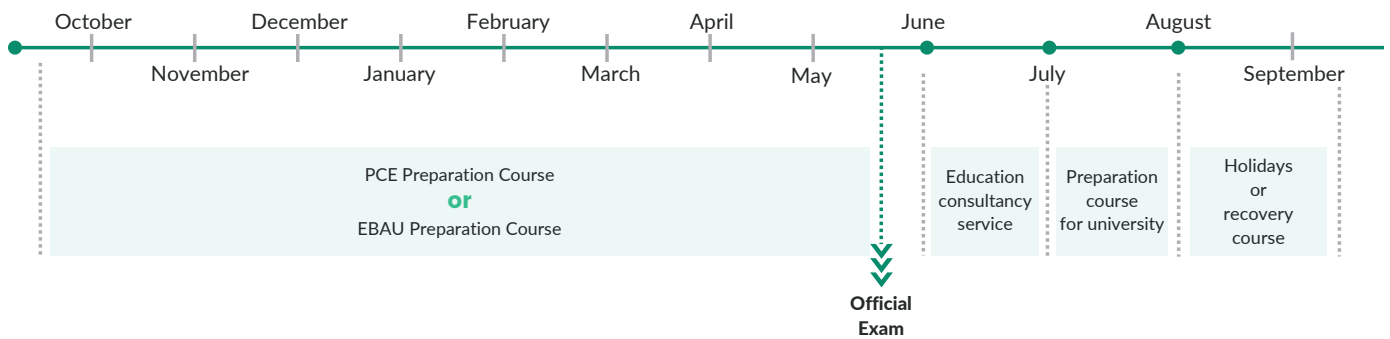 October
December
February
April
June
August
November
January
March
May
July
September
PCE Preparation Course
or
EBAU Preparation Course
Official
Exam
Education
consultancy
service
Preparation
course
for university
Holidays
or
recovery
course